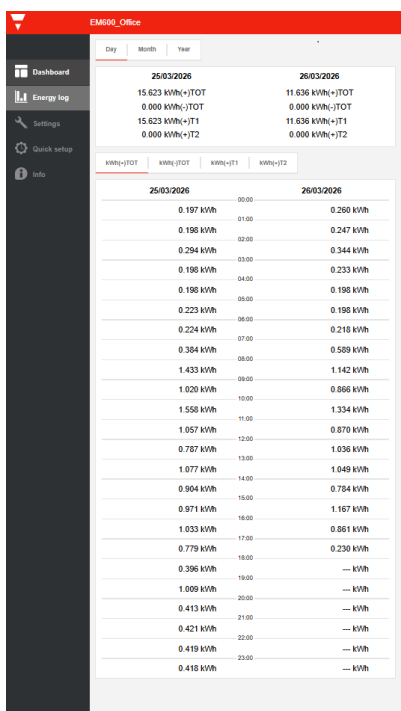 EM600_Office
Day Month Year
Dashboard
Energy log
Settings
Quick setup
Info
25/03/2026 26/03/2026
15.623 kWh(+)TOT 11.636 kWh(+)TOT
0.000 kWh(-)TOT 0.000 kWh(-)TOT
15.623 kWh(+)T1 11.636 kWh(+)T1
0.000 kWh(+)T2 0.000 kWh(+)T2
kWh(+)TOT kWh(-)TOT kWh(+)T1 kWh(+)T2
25/03/2026 26/03/2026
00:00
0.197 kWh 0.260 kWh
01:00
0.198 kWh 0.247 kWh
02:00
0.294 kWh 0.344 kWh
03:00
0.198 kWh 0.233 kWh
04:00
0.198 kWh 0.198 kWh
05:00
0.223 kWh 0.198 kWh
06:00
0.224 kWh 0.218 kWh
07:00
0.384 kWh 0.589 kWh
08:00
1.433 kWh 1.142 kWh
09:00
1.020 kWh 0.866 kWh
10:00
1.558 kWh 1.334 kWh
11:00
1.057 kWh 0.870 kWh
12:00
0.787 kWh 1.036 kWh
13:00
1.077 kWh 1.049 kWh
14:00
0.904 kWh 0.784 kWh
15:00
0.971 kWh 1.167 kWh
16:00
1.033 kWh 0.861 kWh
17:00
0.779 kWh 0.230 kWh
18:00
0.396 kWh --- kWh
19:00
1.009 kWh --- kWh
20:00
0.413 kWh --- kWh
21:00
0.421 kWh --- kWh
22:00
0.419 kWh --- kWh
23:00
0.418 kWh --- kWh